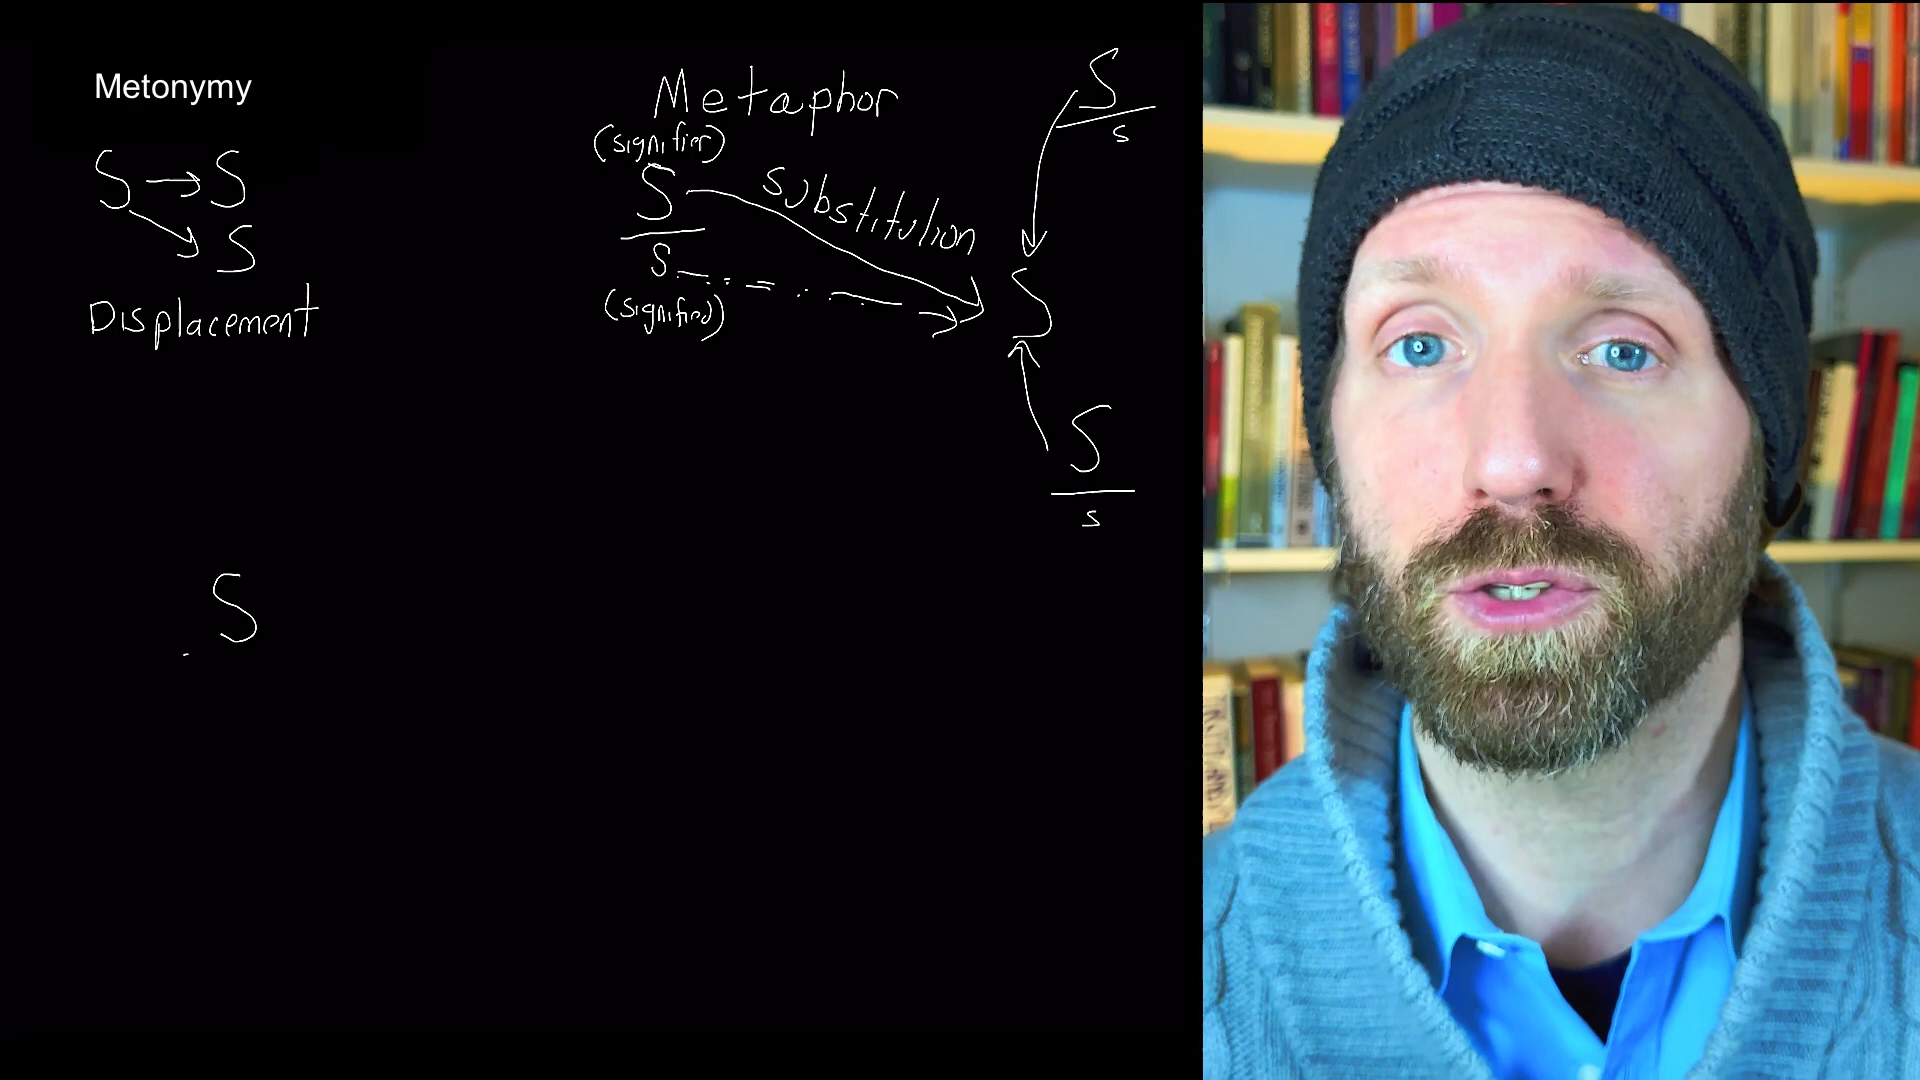 Metonymy
S → S
S
Displacement
S
Metaphor
(signifier)
S
substitution
s
(signified)
S
s
S
S
s